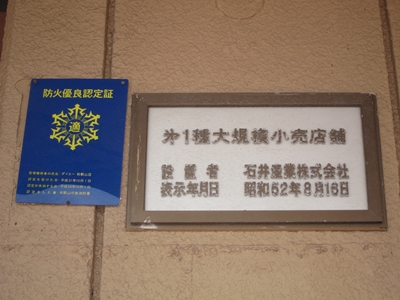 防火優良認定証
適
第1種大規模小売店舗
設置者 石井産業株式会社
表示年月日 昭和52年8月16日